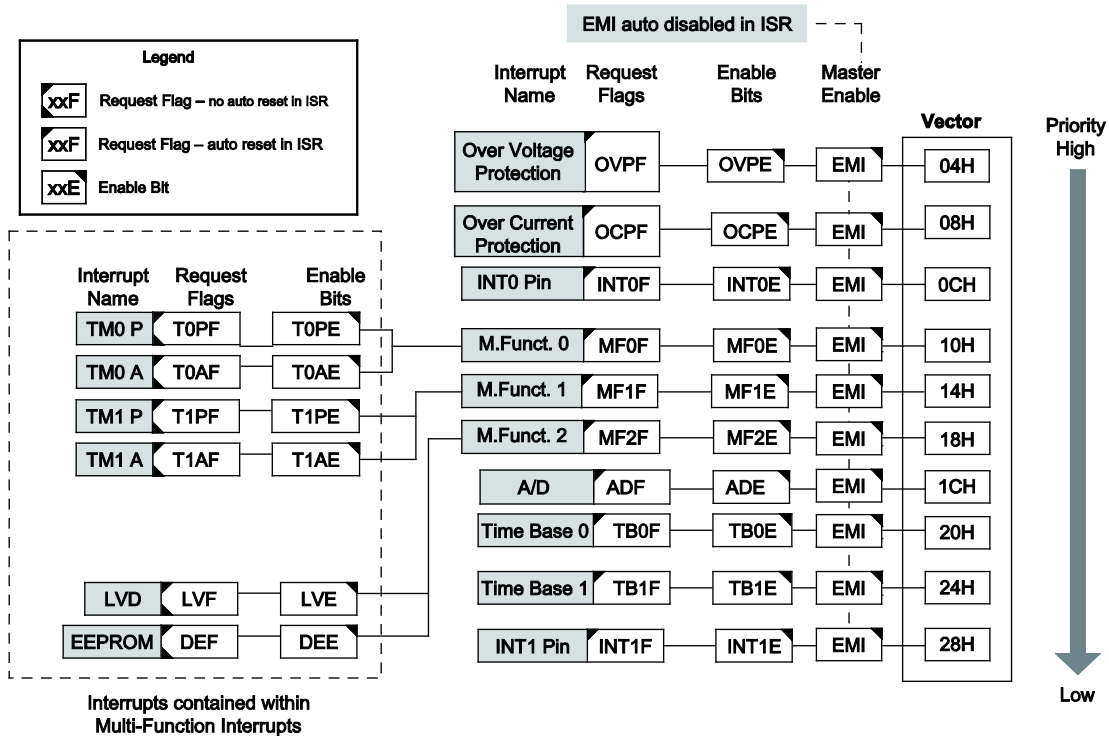 EMI auto disabled in ISR
Legend
xxF Request Flag – no auto reset in ISR
xxF Request Flag – auto reset in ISR
xxE Enable Bit
Interrupt Name
Request Flags
Enable Bits
Master Enable
Vector
Priority
High
Over Voltage
Protection
OVPF OVPE EMI 04H
Over Current
Protection
OCPF OCPE EMI 08H
INT0 Pin INT0F INT0E EMI 0CH
M.Funct. 0 MF0F MF0E EMI 10H
M.Funct. 1 MF1F MF1E EMI 14H
M.Funct. 2 MF2F MF2E EMI 18H
A/D ADF ADE EMI 1CH
Time Base 0 TB0F TB0E EMI 20H
Time Base 1 TB1F TB1E EMI 24H
INT1 Pin INT1F INT1E EMI 28H
Low
Interrupt Name
Request Flags
Enable Bits
TM0 P T0PF T0PE
TM0 A T0AF T0AE
TM1 P T1PF T1PE
TM1 A T1AF T1AE
LVD LVF LVE
EEPROM DEF DEE
Interrupts contained within
Multi-Function Interrupts